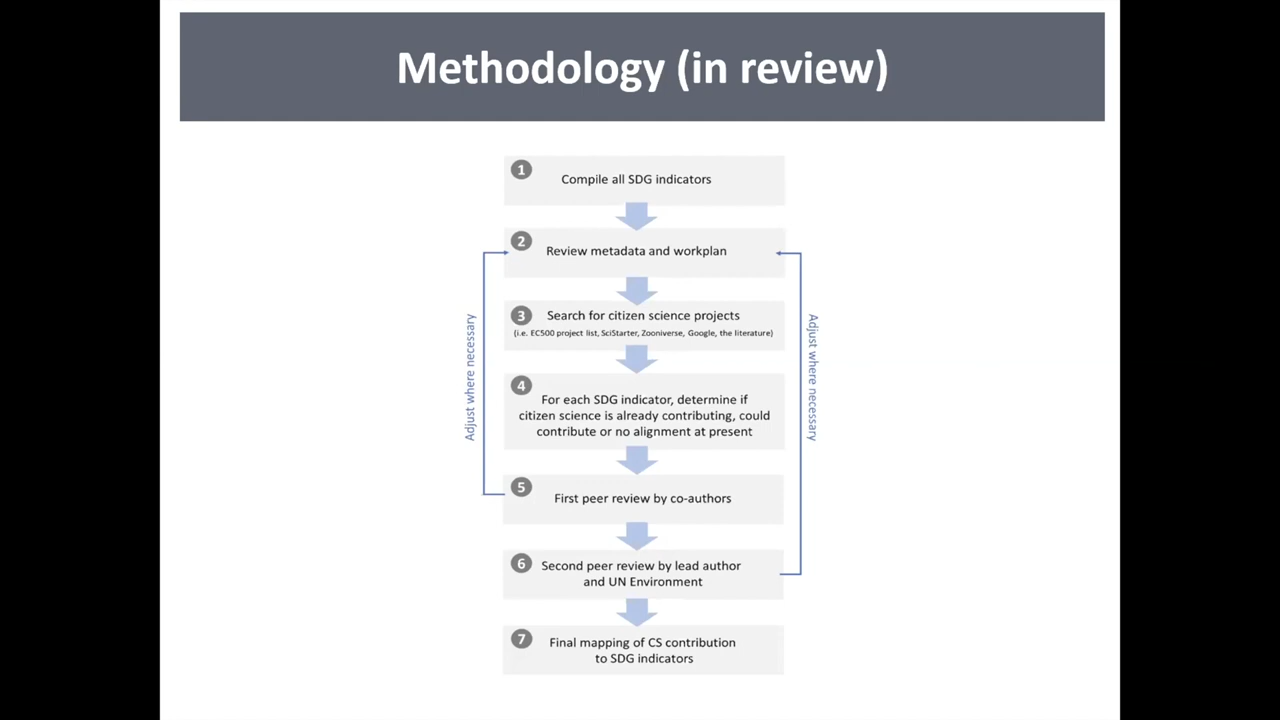 Methodology (in review)
1
Compile all SDG indicators
2
Review metadata and workplan
3
Search for citizen science projects
(i.e. EC500 project list, SciStarter, Zooniverse, Google, the literature)
4
For each SDG indicator, determine if
citizen science is already contributing, could
contribute or no alignment at present
5
First peer review by co-authors
6
Second peer review by lead author
and UN Environment
7
Final mapping of CS contribution
to SDG indicators
Adjust where necessary
Adjust where necessary